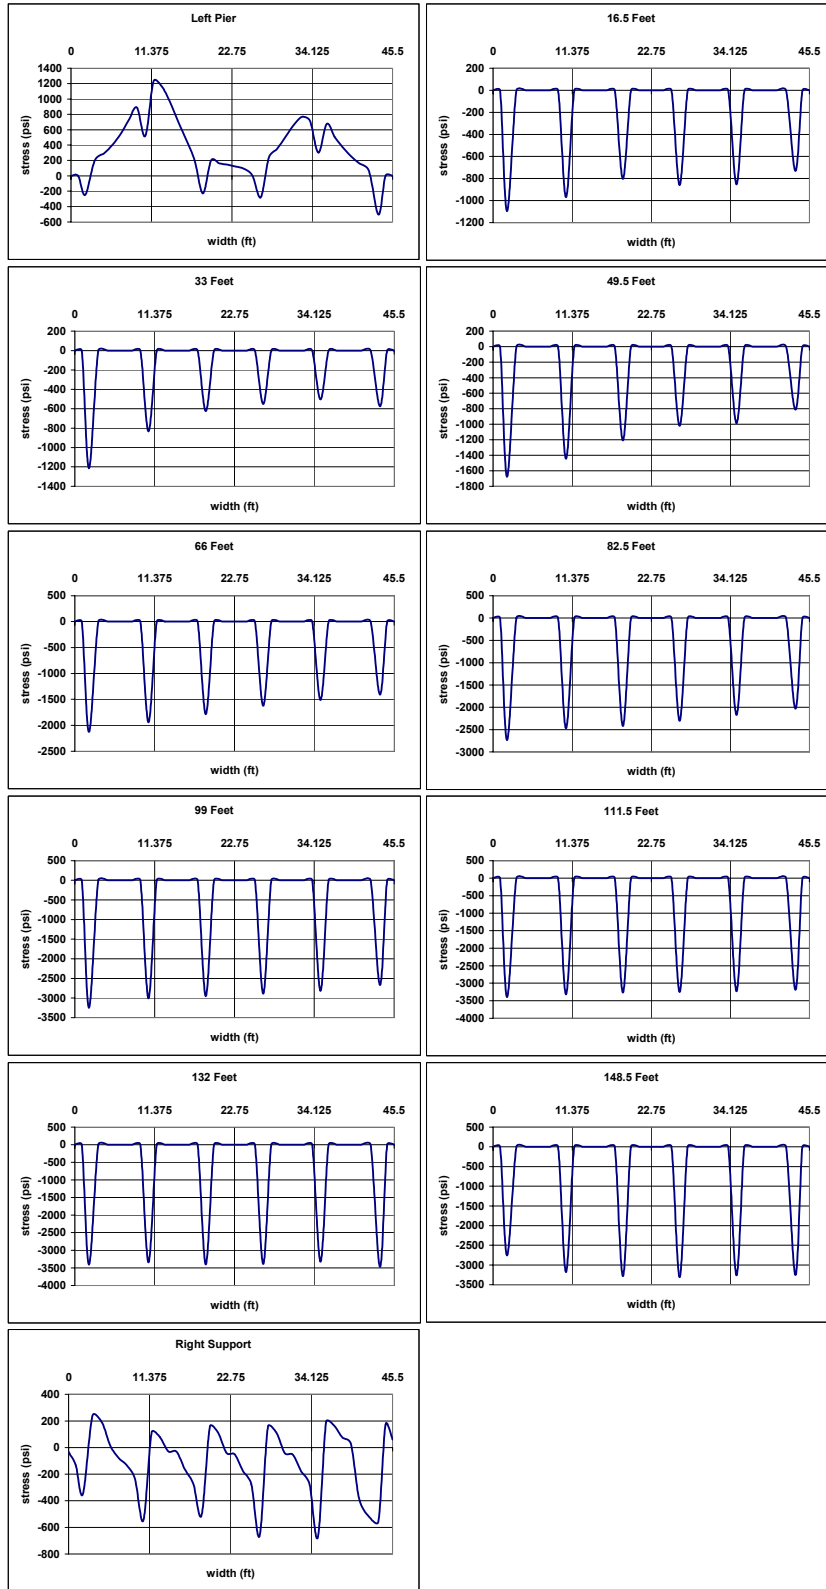 Left Pier
0 11.375 22.75 34.125 45.5
1400
1200
1000
800
600
400
200
0
-200
-400
-600
stress (psi)
width (ft)
16.5 Feet
0 11.375 22.75 34.125 45.5
200
0
-200
-400
-600
-800
-1000
-1200
stress (psi)
width (ft)
33 Feet
0 11.375 22.75 34.125 45.5
200
0
-200
-400
-600
-800
-1000
-1200
-1400
stress (psi)
width (ft)
49.5 Feet
0 11.375 22.75 34.125 45.5
200
0
-200
-400
-600
-800
-1000
-1200
-1400
-1600
-1800
stress (psi)
width (ft)
66 Feet
0 11.375 22.75 34.125 45.5
500
0
-500
-1000
-1500
-2000
-2500
stress (psi)
width (ft)
82.5 Feet
0 11.375 22.75 34.125 45.5
500
0
-500
-1000
-1500
-2000
-2500
-3000
stress (psi)
width (ft)
99 Feet
0 11.375 22.75 34.125 45.5
500
0
-500
-1000
-1500
-2000
-2500
-3000
-3500
stress (psi)
width (ft)
111.5 Feet
0 11.375 22.75 34.125 45.5
500
0
-500
-1000
-1500
-2000
-2500
-3000
-3500
-4000
stress (psi)
width (ft)
132 Feet
0 11.375 22.75 34.125 45.5
500
0
-500
-1000
-1500
-2000
-2500
-3000
-3500
-4000
stress (psi)
width (ft)
148.5 Feet
0 11.375 22.75 34.125 45.5
500
0
-500
-1000
-1500
-2000
-2500
-3000
-3500
stress (psi)
width (ft)
Right Support
0 11.375 22.75 34.125 45.5
400
200
0
-200
-400
-600
-800
stress (psi)
width (ft)